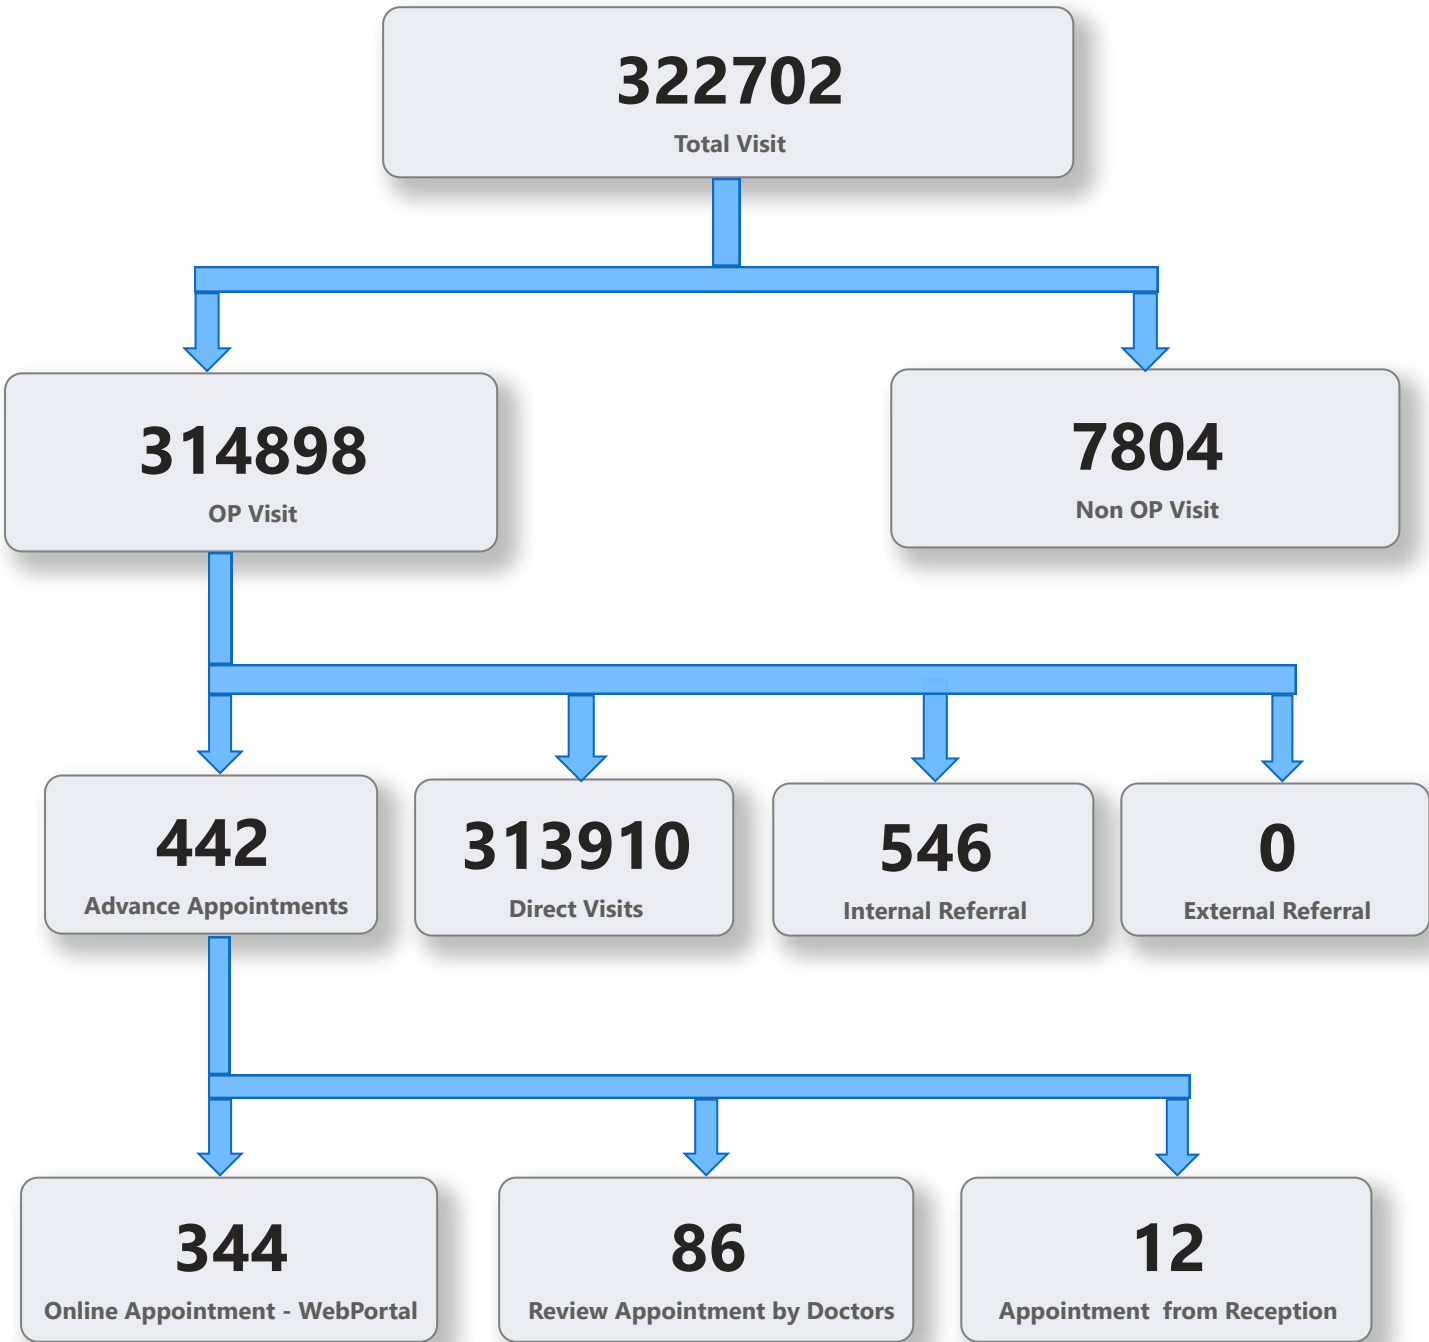 322702
Total Visit
314898
OP Visit
7804
Non OP Visit
442
Advance Appointments
313910
Direct Visits
546
Internal Referral
0
External Referral
344
Online Appointment - WebPortal
86
Review Appointment by Doctors
12
Appointment  from Reception